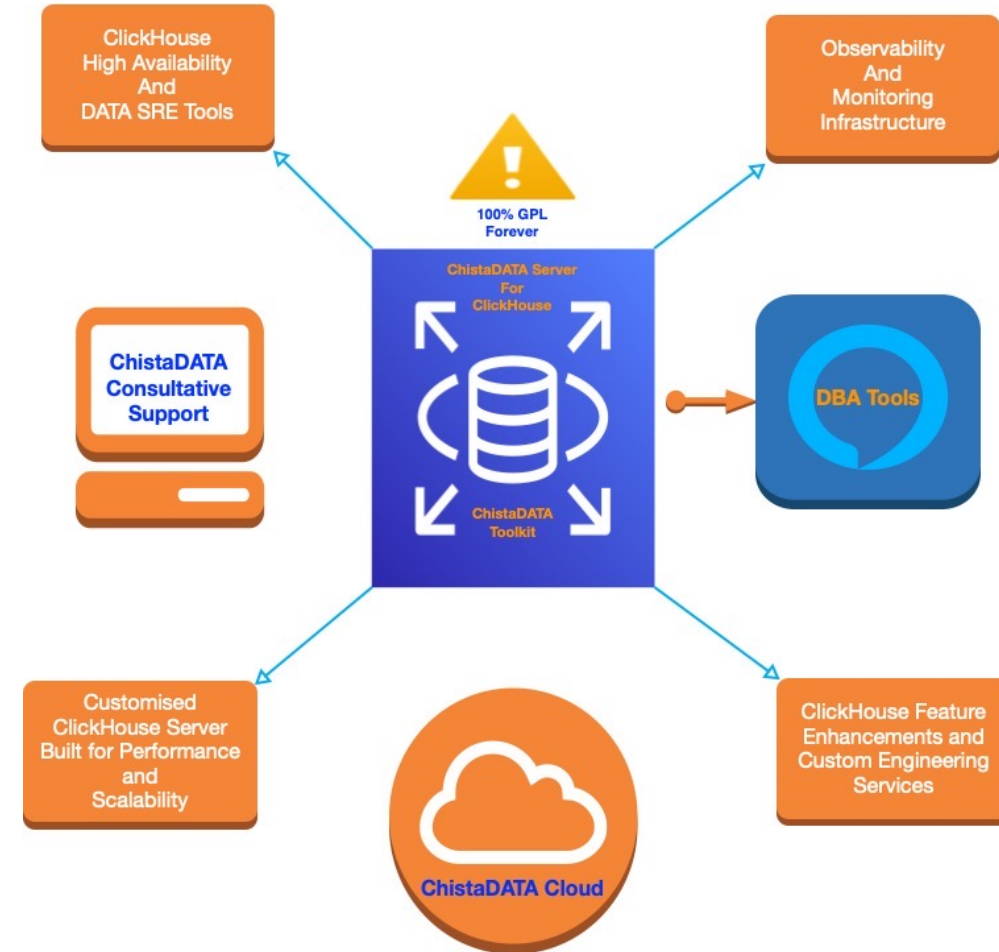 ClickHouse
High Availability
And
DATA SRE Tools
Observability
And
Monitoring
Infrastructure
100% GPL
Forever
ChistaDATA Server
For
ClickHouse
ChistaDATA
Consultative
Support
DBA Tools
ChistaDATA
Toolkit
Customised
ClickHouse Server
Built for Performance
and
Scalability
ClickHouse Feature
Enhancements and
Custom Engineering
Services
ChistaDATA Cloud